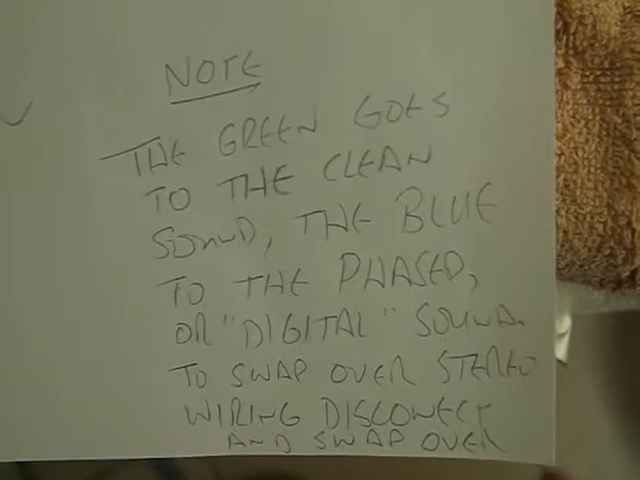 NOTE
THE GREEN GOES
TO THE CLEAN
SOUND, THE BLUE
TO THE PHASED,
OR "DIGITAL" SOUND.
TO SWAP OVER STEREO
WIRING DISCONECT
AND SWAP OVER